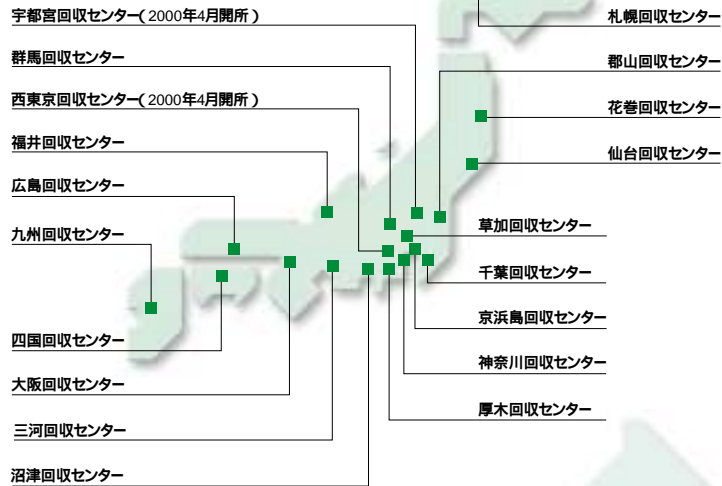 宇都宮回収センター（2000年4月開所）
群馬回収センター
西東京回収センター（2000年4月開所）
福井回収センター
広島回収センター
九州回収センター
四国回収センター
大阪回収センター
三河回収センター
沼津回収センター
札幌回収センター
郡山回収センター
花巻回収センター
仙台回収センター
草加回収センター
千葉回収センター
京浜島回収センター
神奈川回収センター
厚木回収センター